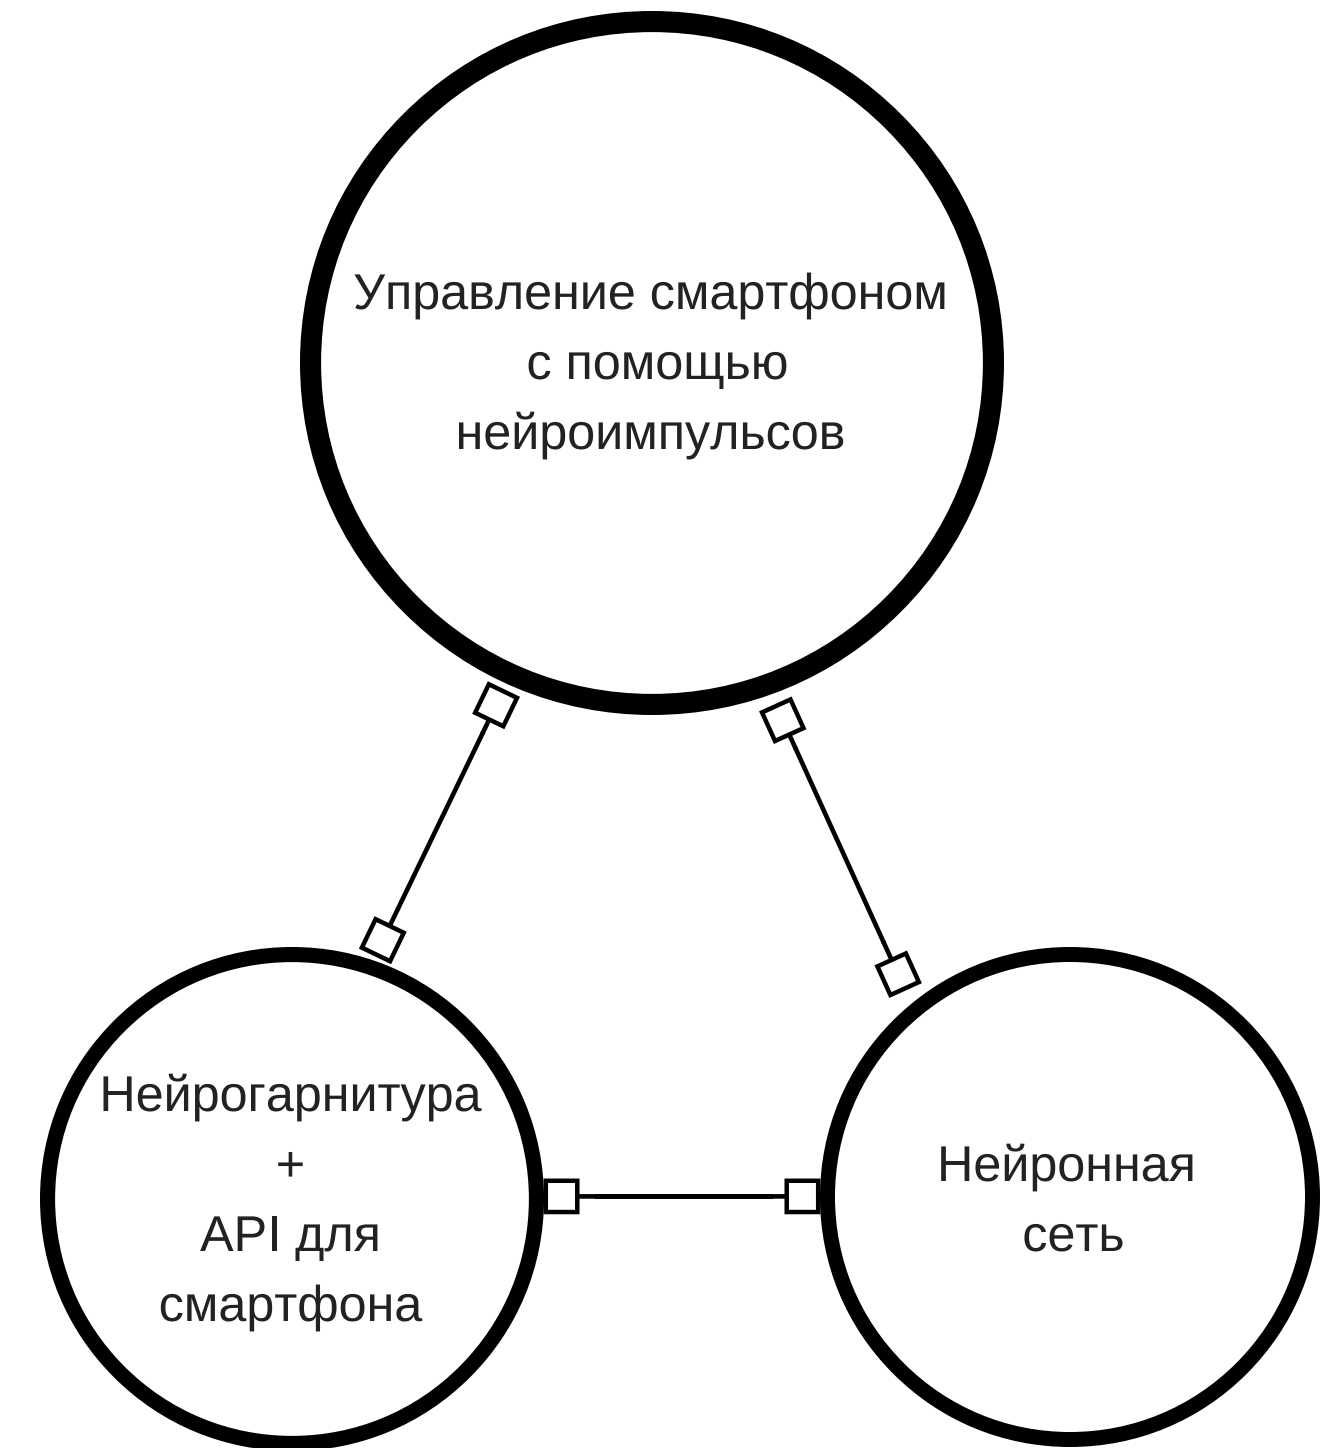 Управление смартфоном
с помощью
нейроимпульсов
Нейрогарнитура
+
API для
смартфона
Нейронная
сеть